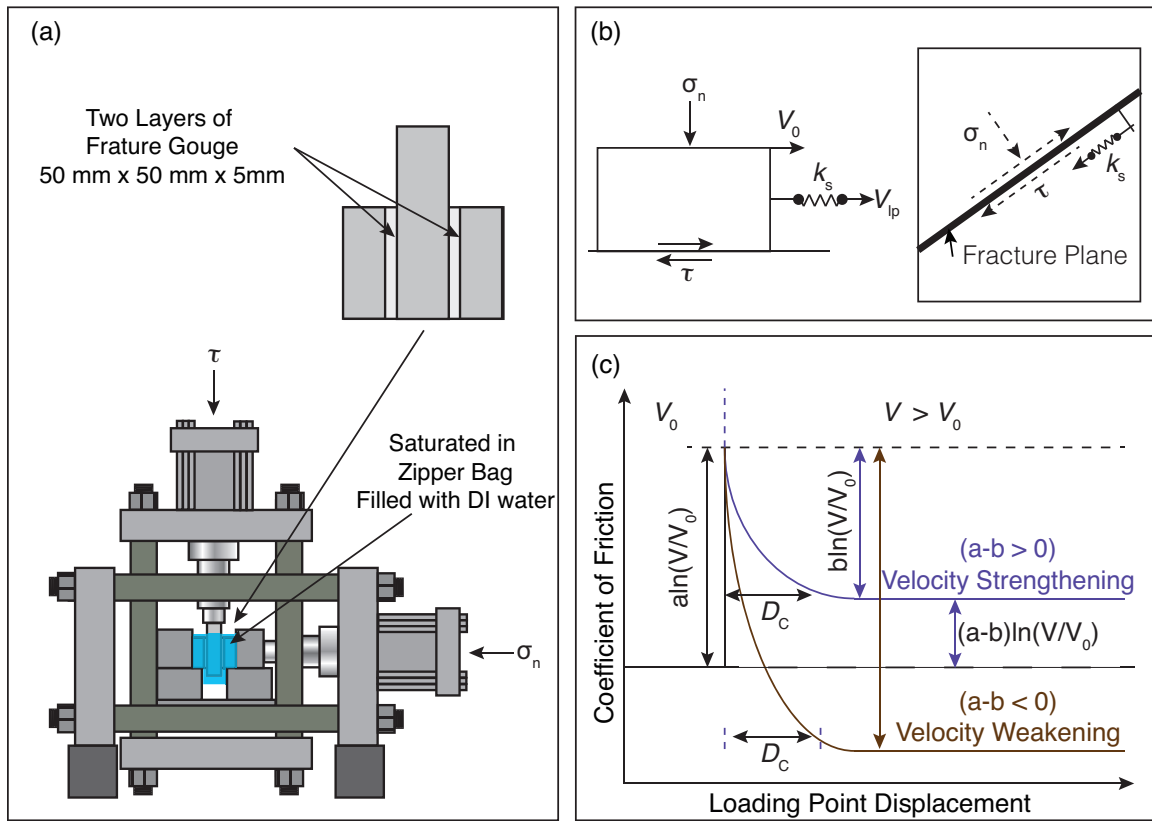 (a)
Two Layers of
Frature Gouge
50 mm x 50 mm x 5mm
τ
Saturated in
Zipper Bag
Filled with DI water
σn
(b)
σn
V0
ks
Vlp
τ
σn
τ
ks
Fracture Plane
(c)
V0
V > V0
Coefficient of Friction
aln(V/V0)
bln(V/V0)
(a-b > 0)
Velocity Strengthening
Dc
(a-b)ln(V/V0)
(a-b < 0)
Velocity Weakening
Dc
Loading Point Displacement